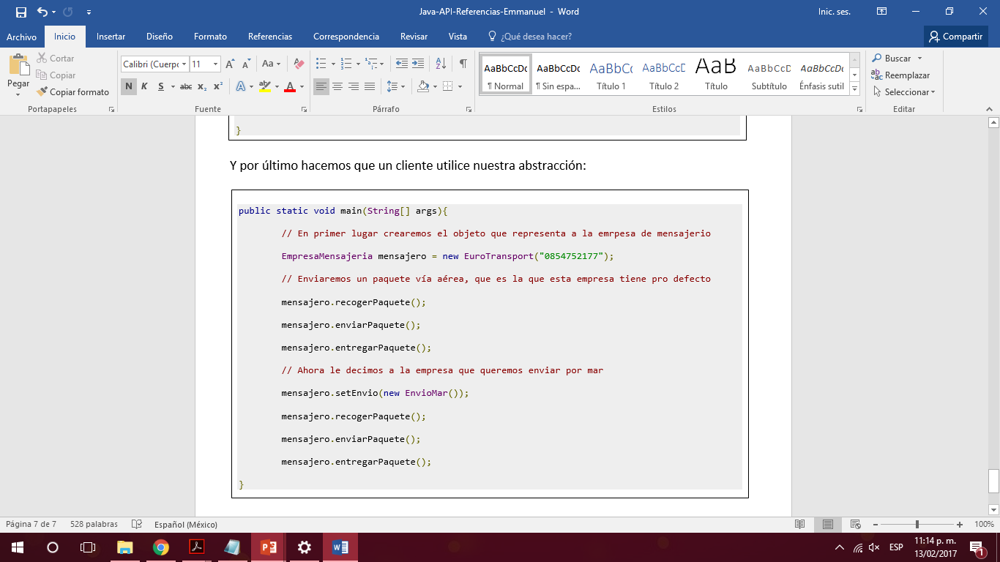 Java-API-Referencias-Emmanuel - Word
Inic. ses.
Archivo Inicio Insertar Diseño Formato Referencias Correspondencia Revisar Vista ¿Qué desea hacer? Compartir
Pegar
Cortar
Copiar
Copiar formato
Portapapeles
Calibri (Cuerpo 11
Aa
N K S abc x₂ x²
Fuente
Párrafo
AaBbCcDc AaBbCcDc AaBbCc AaBbCcD AaB AaBbCcD AaBbCcDc
¶ Normal ¶ Sin espa... Título 1 Título 2 Título Subtítulo Énfasis sutil
Estilos
Buscar
Reemplazar
Seleccionar
Editar
}
Y por último hacemos que un cliente utilice nuestra abstracción:
public static void main(String[] args){
// En primer lugar crearemos el objeto que representa a la emrpesa de mensajerio
EmpresaMensajeria mensajero = new EuroTransport("0854752177");
// Enviaremos un paquete vía aérea, que es la que esta empresa tiene pro defecto
mensajero.recogerPaquete();
mensajero.enviarPaquete();
mensajero.entregarPaquete();
// Ahora le decimos a la empresa que queremos enviar por mar
mensajero.setEnvio(new EnvioMar());
mensajero.recogerPaquete();
mensajero.enviarPaquete();
mensajero.entregarPaquete();
}
Página 7 de 7 528 palabras Español (México) 100%
ESP
11:14 p. m.
13/02/2017
1